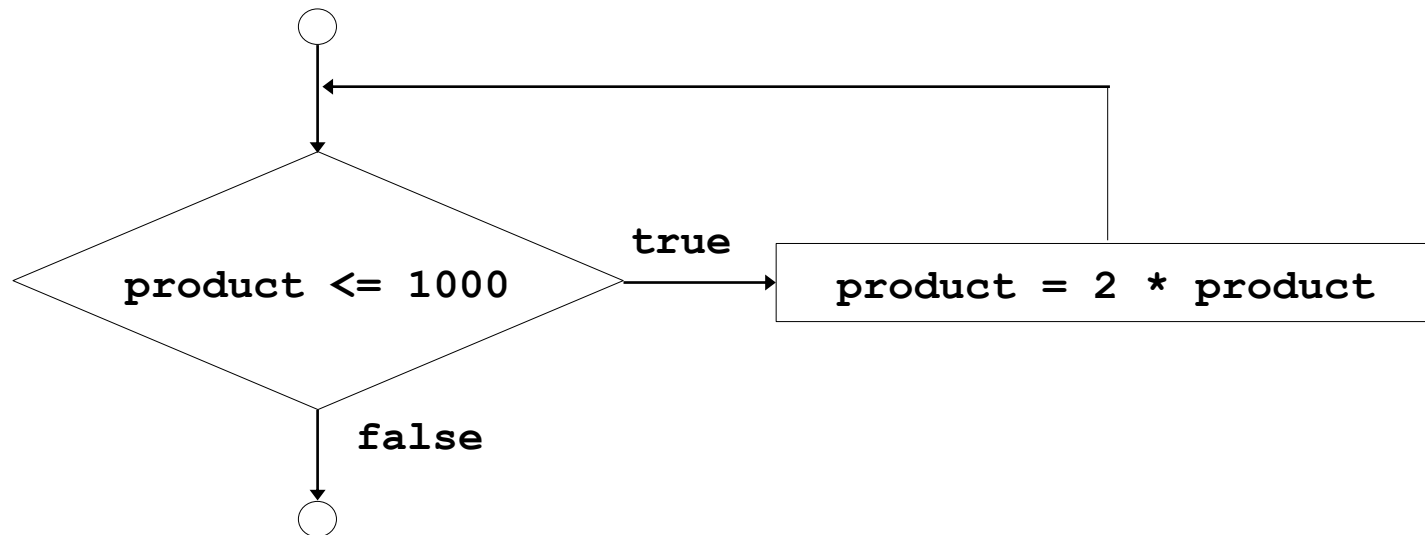 true
product <= 1000
product = 2 * product
false